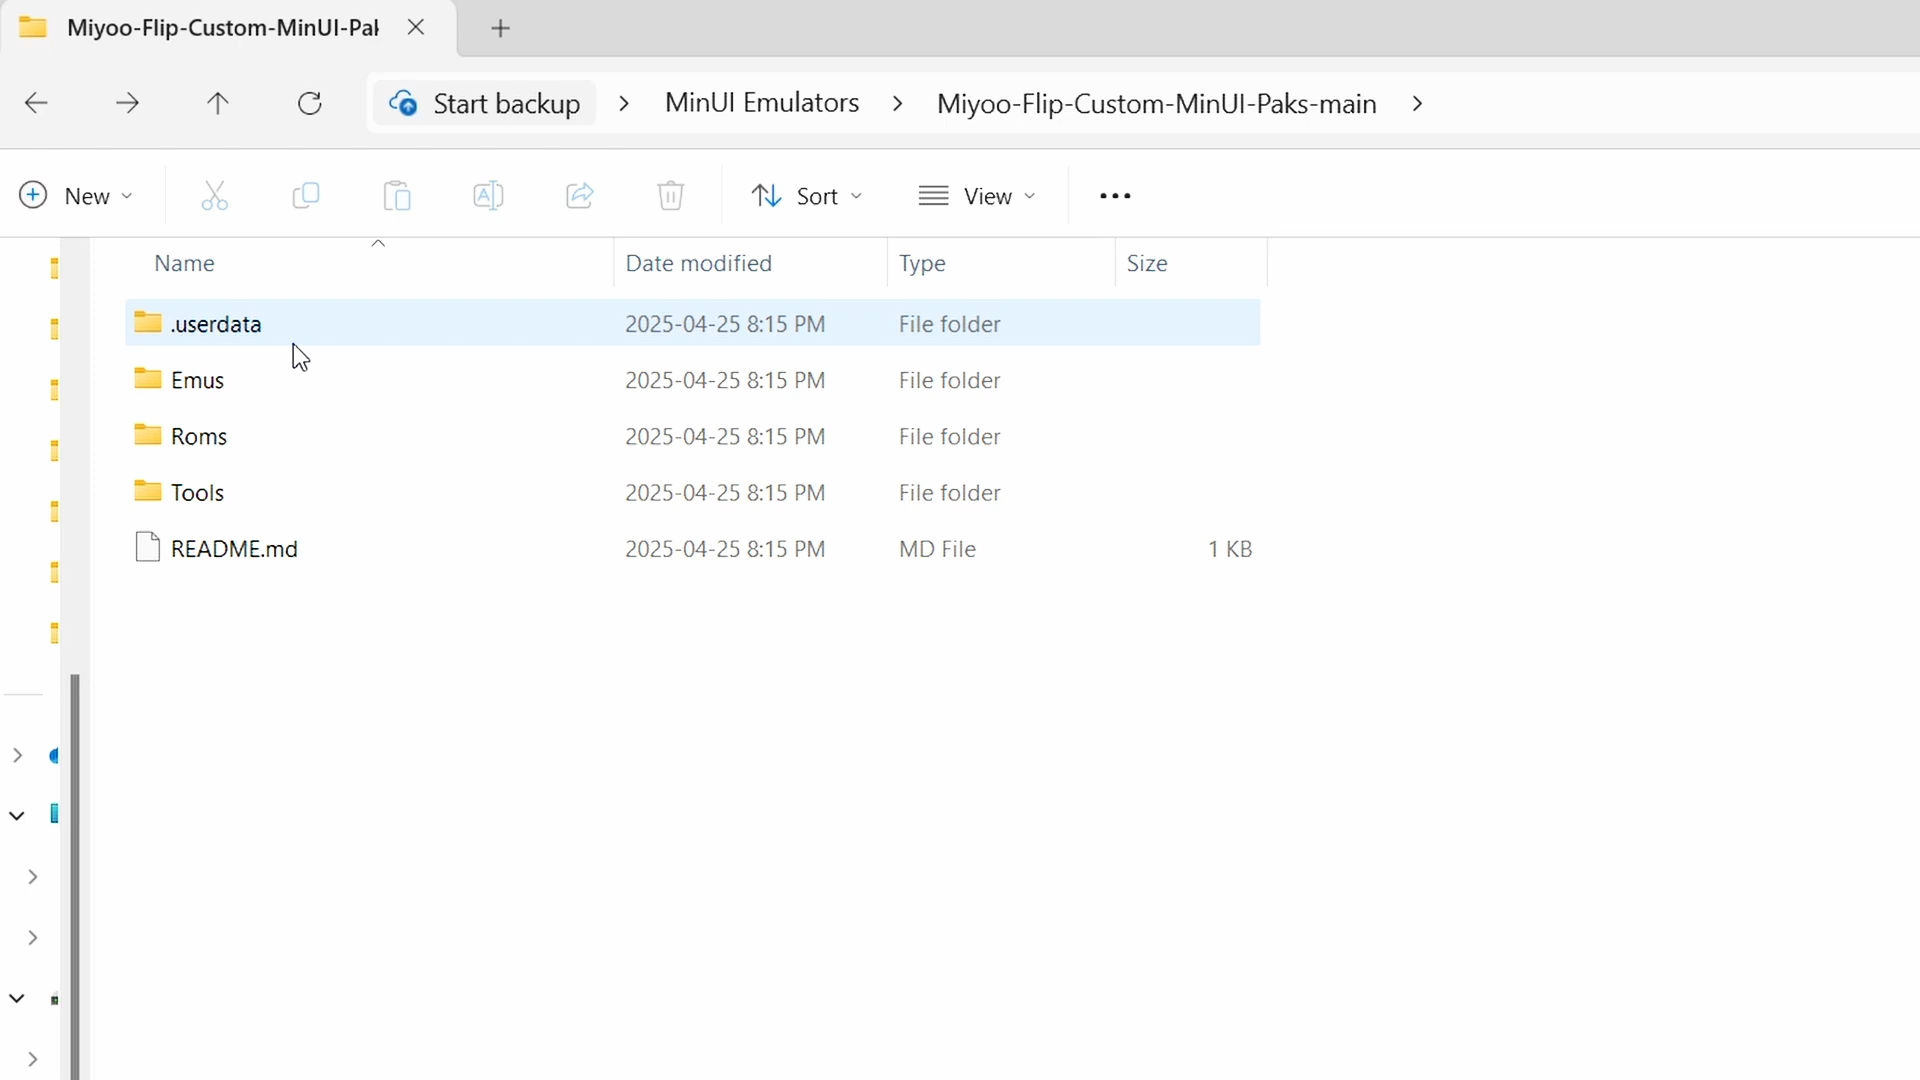 Miyoo-Flip-Custom-MinUI-Pak
Start backup > MinUI Emulators > Miyoo-Flip-Custom-MinUI-Paks-main >
New Sort View
Name Date modified Type Size
.userdata 2025-04-25 8:15 PM File folder
Emus 2025-04-25 8:15 PM File folder
Roms 2025-04-25 8:15 PM File folder
Tools 2025-04-25 8:15 PM File folder
README.md 2025-04-25 8:15 PM MD File 1 KB